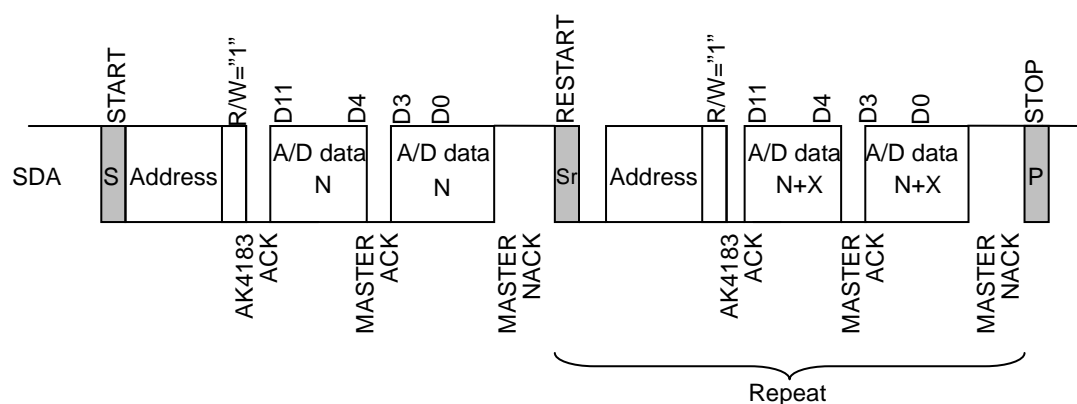 START
R/W=”1”
D11
D4
D3
D0
RESTART
R/W=”1”
D11
D4
D3
D0
STOP
SDA
S
Address
A/D data
N
A/D data
N
Sr
Address
A/D data
N+X
A/D data
N+X
P
AK4183
ACK
MASTER
ACK
MASTER
NACK
AK4183
ACK
MASTER
ACK
MASTER
NACK
Repeat